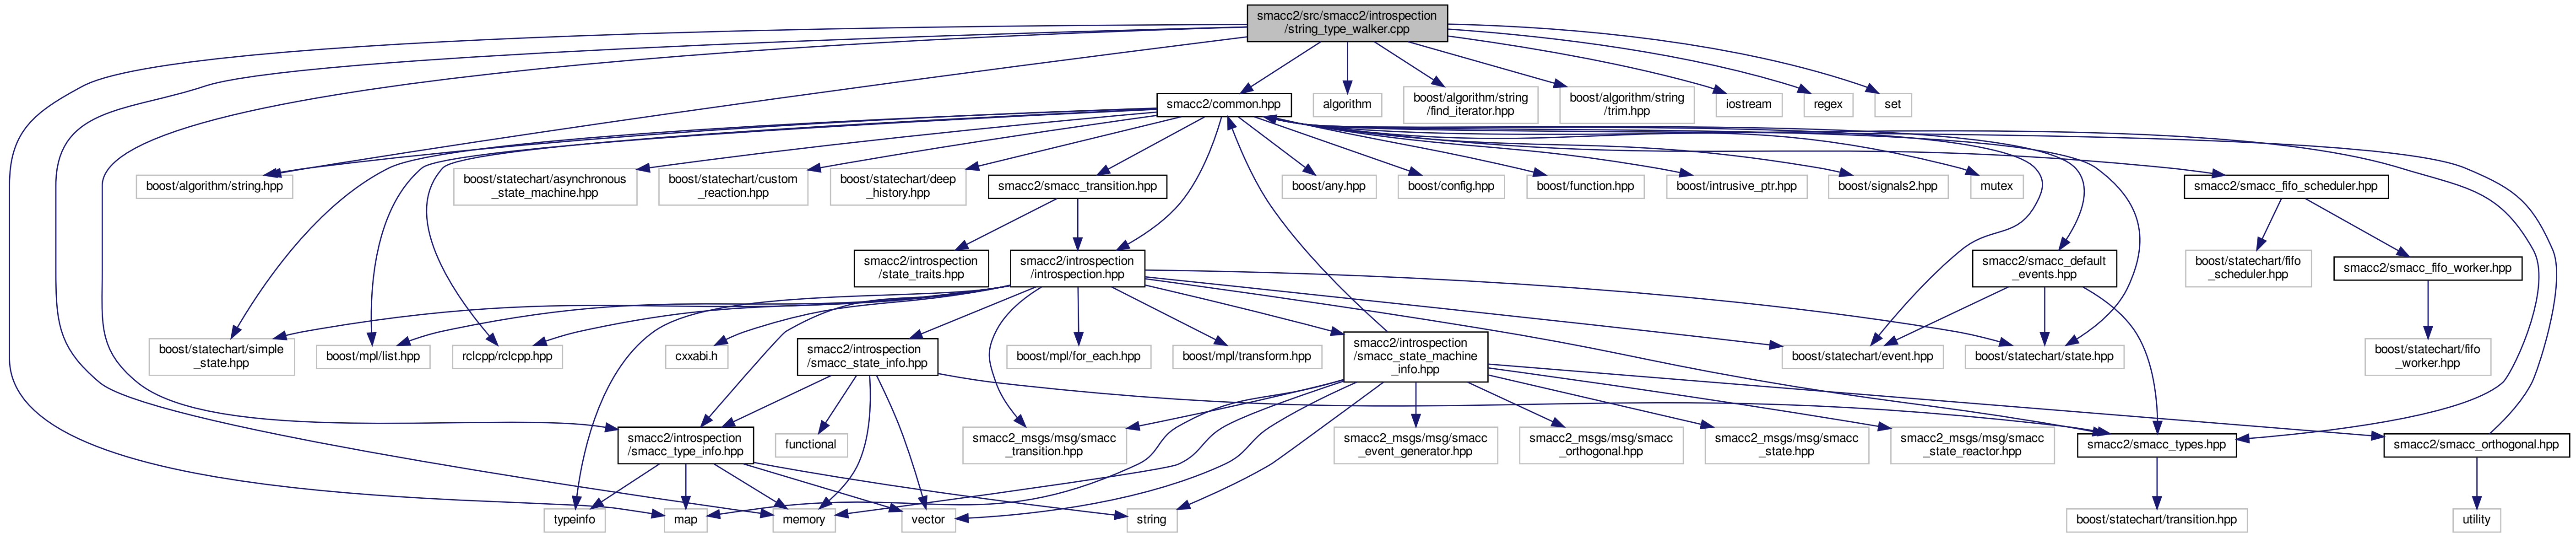 smacc2/src/smacc2/introspection
/string_type_walker.cpp
smacc2/common.hpp
algorithm
boost/algorithm/string
/find_iterator.hpp
boost/algorithm/string
/trim.hpp
iostream
regex
set
boost/algorithm/string.hpp
boost/statechart/asynchronous
_state_machine.hpp
boost/statechart/custom
_reaction.hpp
boost/statechart/deep
_history.hpp
smacc2/smacc_transition.hpp
boost/any.hpp
boost/config.hpp
boost/function.hpp
boost/intrusive_ptr.hpp
boost/signals2.hpp
mutex
smacc2/smacc_fifo_scheduler.hpp
smacc2/introspection
/state_traits.hpp
smacc2/introspection
/introspection.hpp
smacc2/smacc_default
_events.hpp
boost/statechart/fifo
_scheduler.hpp
smacc2/smacc_fifo_worker.hpp
boost/statechart/simple
_state.hpp
boost/mpl/list.hpp
rclcpp/rclcpp.hpp
cxxabi.h
smacc2/introspection
/smacc_state_info.hpp
boost/mpl/for_each.hpp
boost/mpl/transform.hpp
smacc2/introspection
/smacc_state_machine
_info.hpp
boost/statechart/event.hpp
boost/statechart/state.hpp
boost/statechart/fifo
_worker.hpp
smacc2/introspection
/smacc_type_info.hpp
functional
smacc2_msgs/msg/smacc
_transition.hpp
smacc2_msgs/msg/smacc
_event_generator.hpp
smacc2_msgs/msg/smacc
_orthogonal.hpp
smacc2_msgs/msg/smacc
_state.hpp
smacc2_msgs/msg/smacc
_state_reactor.hpp
smacc2/smacc_types.hpp
smacc2/smacc_orthogonal.hpp
typeinfo
map
memory
vector
string
boost/statechart/transition.hpp
utility